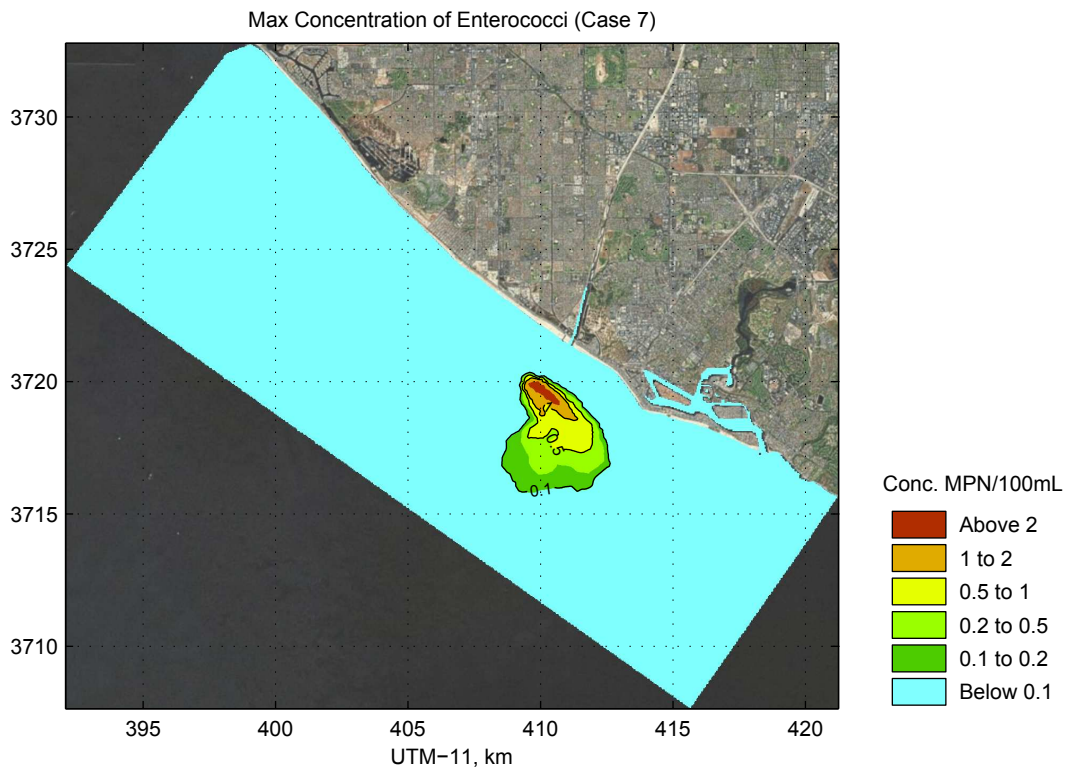 Max Concentration of Enterococci (Case 7)
3730
3725
3720
3715
3710
395
400
405
410
415
420
UTM−11, km
0.5
0.1
Conc. MPN/100mL
Above 2
1 to 2
0.5 to 1
0.2 to 0.5
0.1 to 0.2
Below 0.1